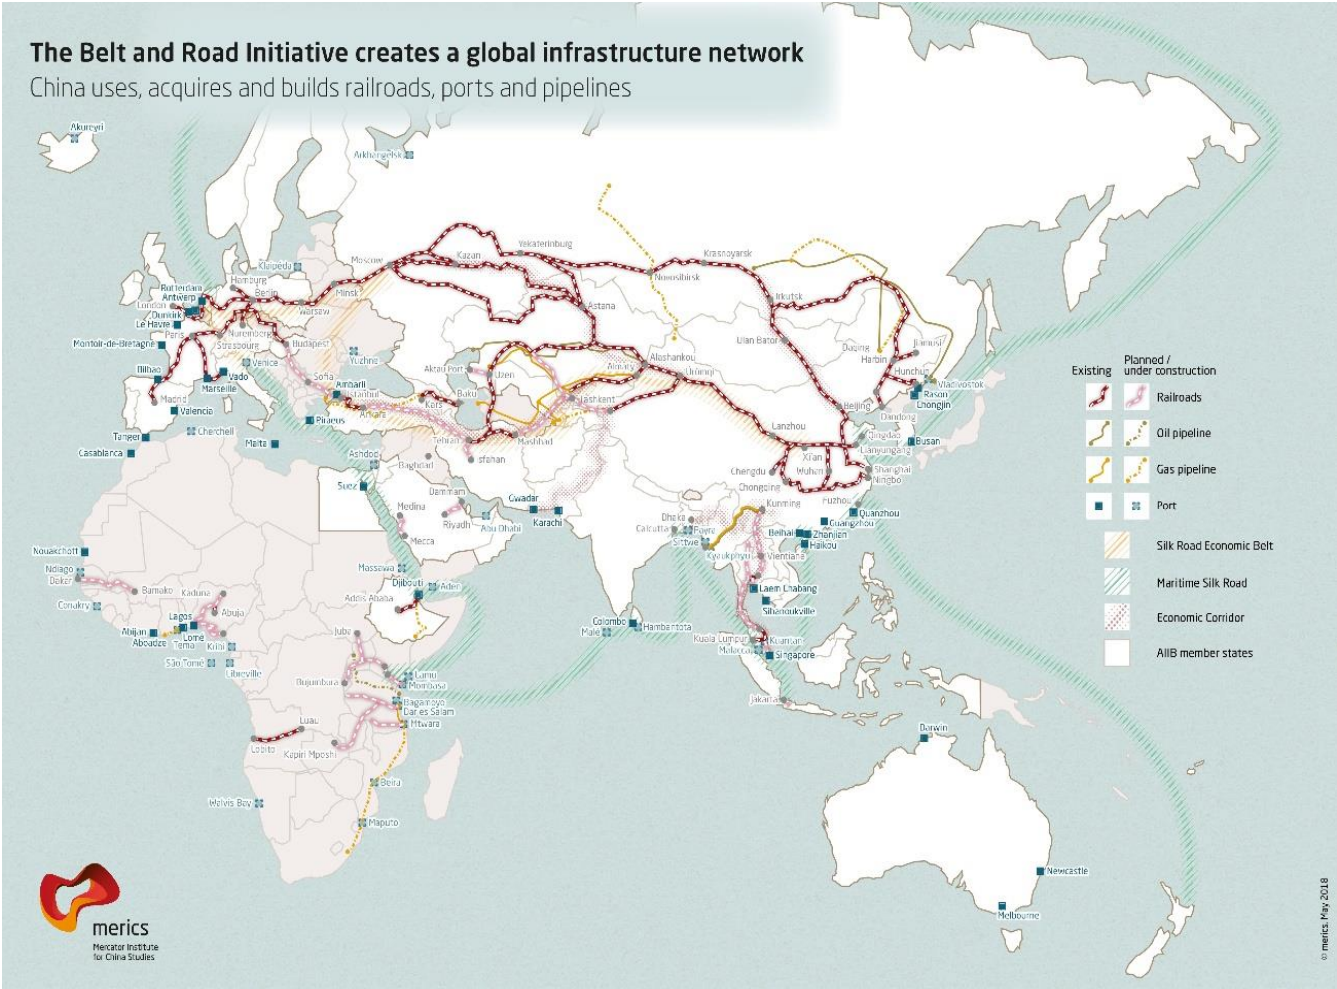 The Belt and Road Initiative creates a global infrastructure network
China uses, acquires and builds railroads, ports and pipelines
Akureyri
Arkhangelsk
Yekaterinburg
Kazan
Krasnoyarsk
Moscow
Klaipėda
Novosibirsk
Hamburg
Rotterdam
Berlin
Minsk
Irkutsk
Antwerp
London
Warsaw
Astana
Dunkirk
Le Havre
Nuremberg
Paris
Ulan Bator
Daqing
Jiamusi
Montoir-de-Bretagne
Strasbourg
Budapest
Yuzhne
Alashankou
Harbin
Venice
Almaty
Ürümqi
Bilbao
Vado
Aktau Port
Uzen
Hunchun
Marseille
Sofia
Ambarli
Vladivostok
Rason
Madrid
Istanbul
Baku
Tashkent
Chongjin
Valencia
Kars
Beijing
Dandong
Ankara
Piraeus
Lanzhou
Tanger
Cherchell
Malta
Tehran
Mashhad
Qingdao
Busan
Casablanca
Lianyungang
Ashdod
Baghdad
Isfahan
Xi'an
Chengdu
Wuhan
Shanghai
Suez
Chongqing
Ningbo
Dammam
Gwadar
Kunming
Fuzhou
Medina
Karachi
Quanzhou
Riyadh
Abu Dhabi
Dhaka
Guangzhou
Calcutta
Payra
Beihai
Zhanjian
Mecca
Sittwe
Haikou
Nouakchott
Kyaukphyu
Vientiane
Ndiago
Massawa
Dakar
Djibouti
Aden
Laem Chabang
Bamako
Kaduna
Addis Ababa
Conakry
Abuja
Sihanoukville
Lagos
Colombo
Abijan
Juba
Male
Hambantota
Aboadze
Tema
Lomé
Kribi
Kuala Lumpur
Kuantan
Malacca
Singapore
São Tomé
Libreville
Lamu
Bujumbura
Mombasa
Jakarta
Bagamoyo
Dar es Salam
Luau
Mtwara
Darwin
Lobito
Kapiri Mposhi
Beira
Walvis Bay
Maputo
Newcastle
Melbourne
Existing
Planned /
under construction
Railroads
Oil pipeline
Gas pipeline
Port
Silk Road Economic Belt
Maritime Silk Road
Economic Corridor
AIIB member states
merics
Mercator Institute
for China Studies
© merics, May 2018